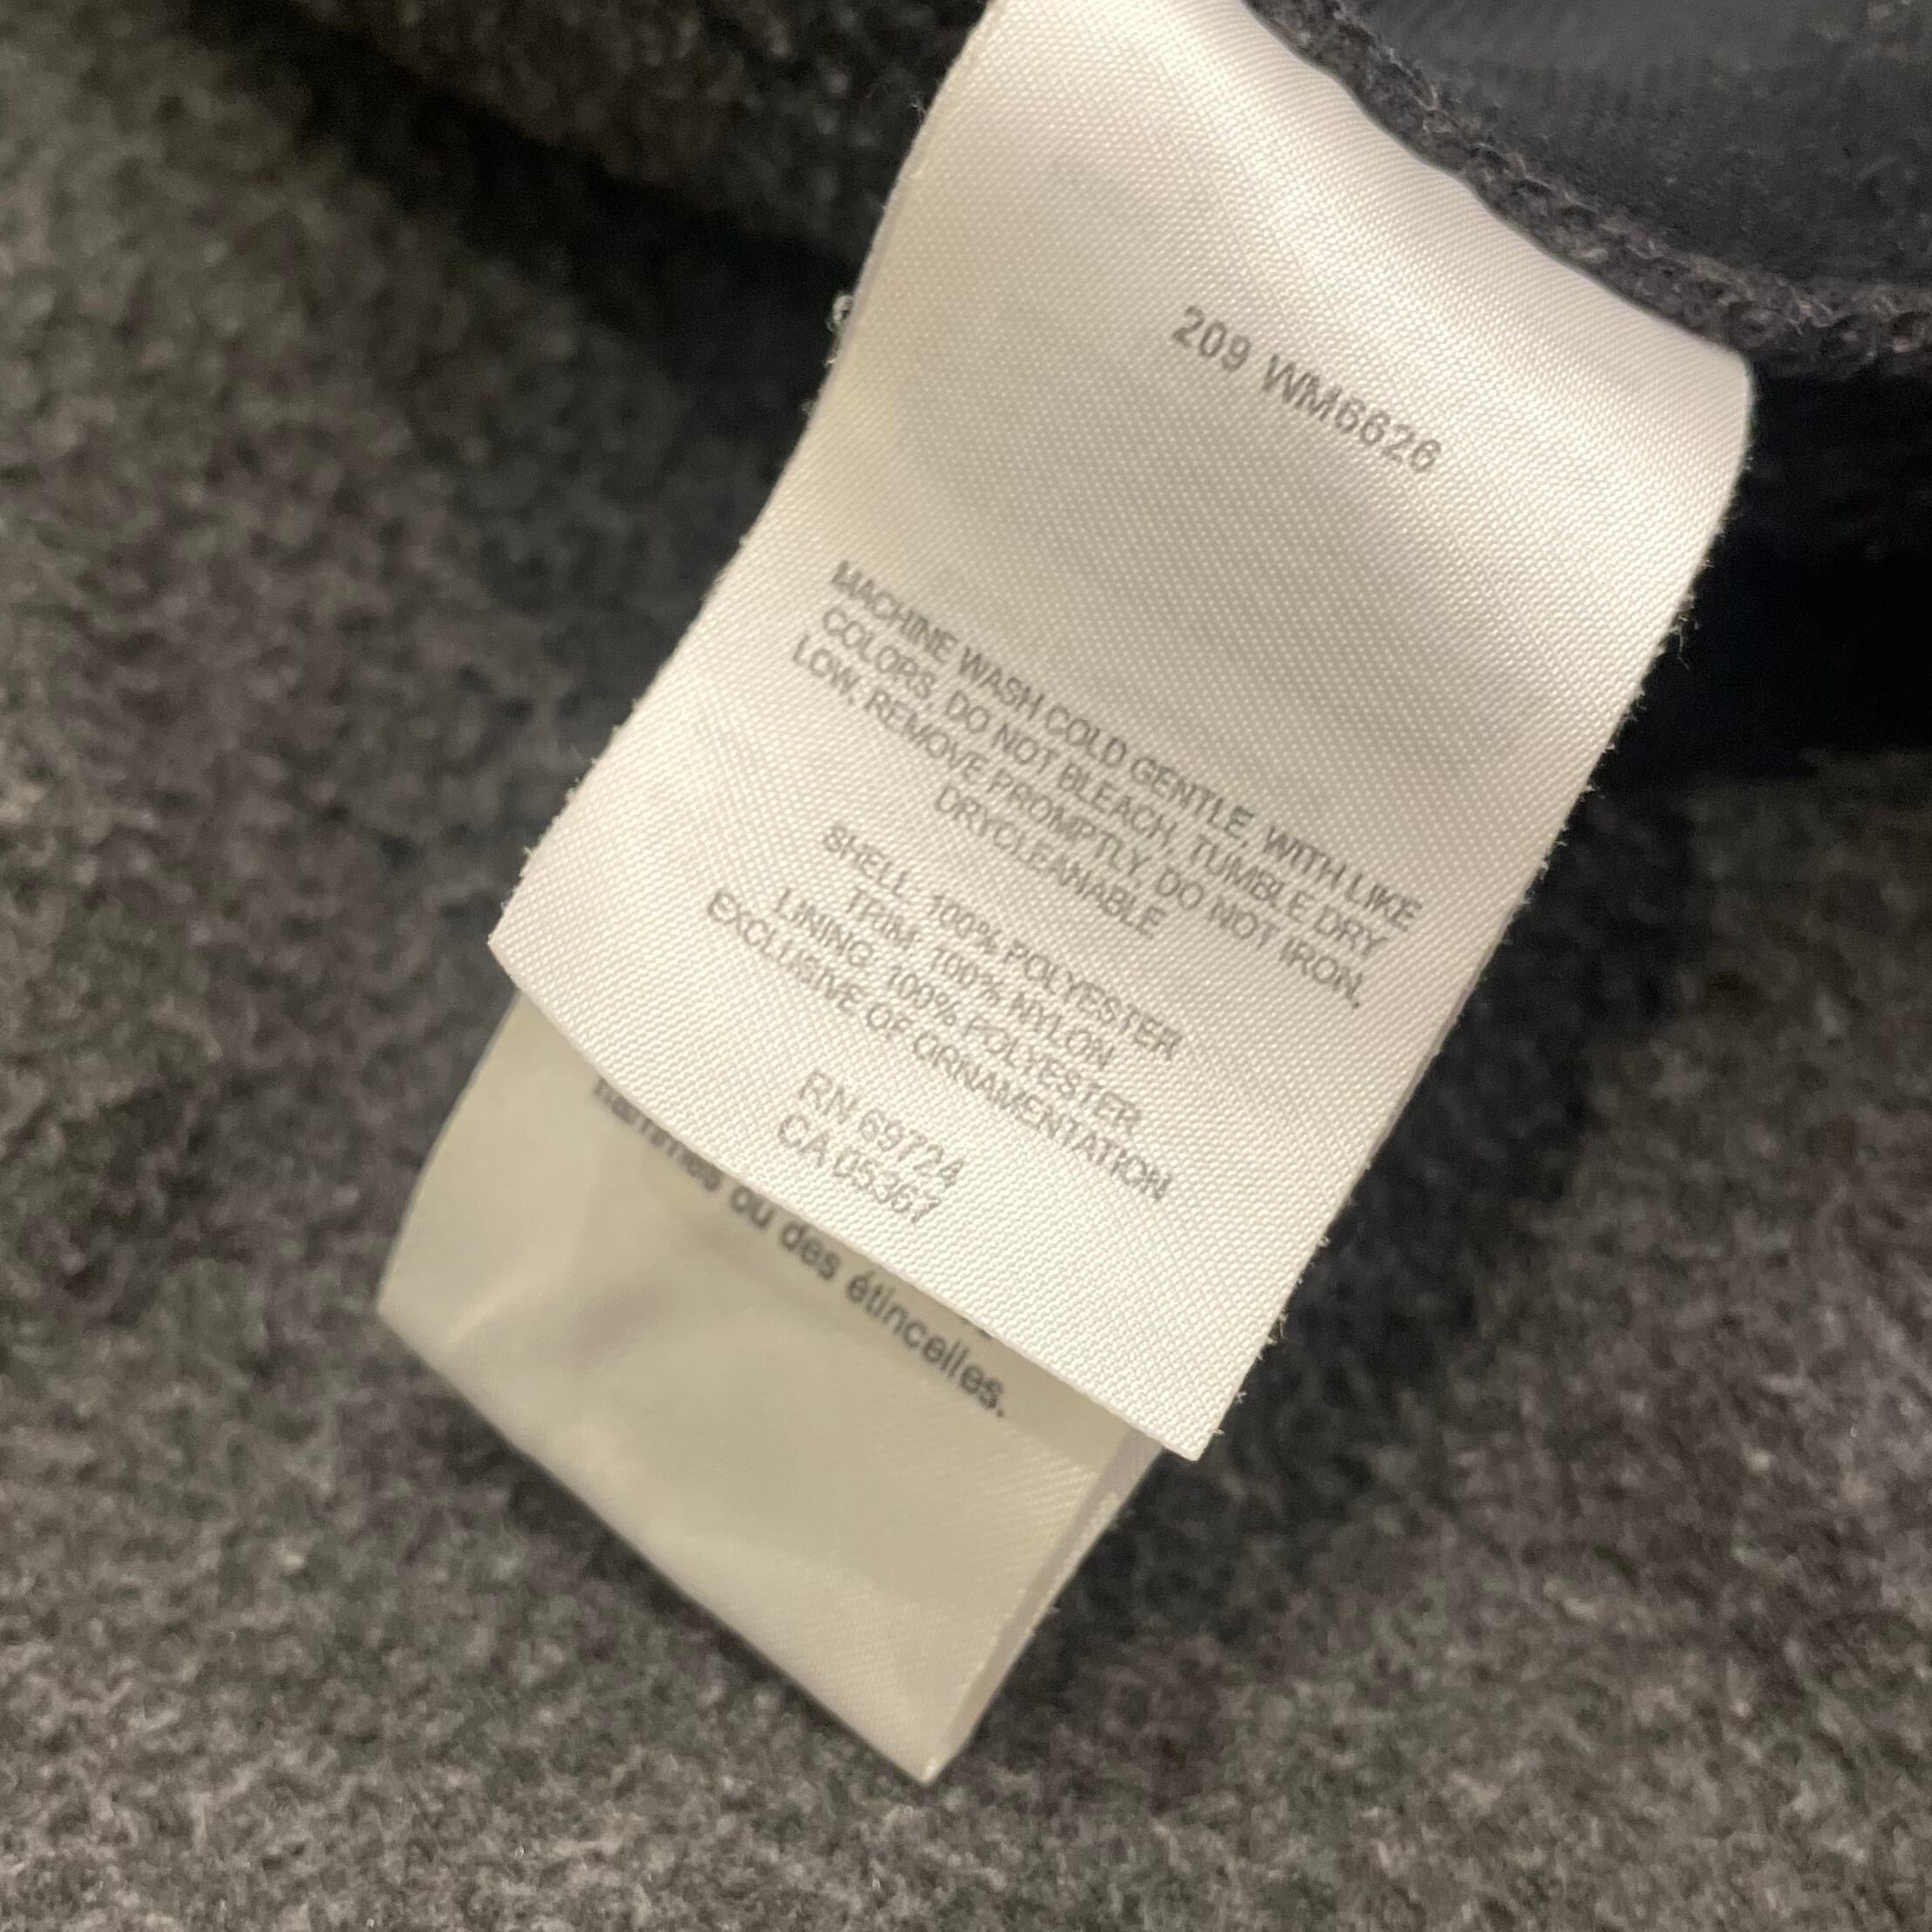 209 WM6626
MACHINE WASH COLD GENTLE, WITH LIKE
COLORS, DO NOT BLEACH, TUMBLE DRY
LOW, REMOVE PROMPTLY, DO NOT IRON,
DRYCLEANABLE
SHELL: 100% POLYESTER
TRIM: 100% NYLON
LINING: 100% POLYESTER
EXCLUSIVE OF ORNAMENTATION
RN 69724
CA 05367
ou des étincelles.